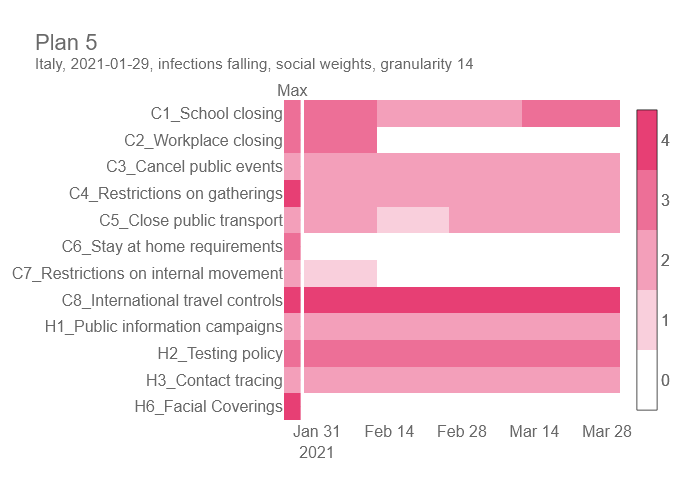 Plan 5
Italy, 2021-01-29, infections falling, social weights, granularity 14
Max
C1_School closing
C2_Workplace closing
C3_Cancel public events
C4_Restrictions on gatherings
C5_Close public transport
C6_Stay at home requirements
C7_Restrictions on internal movement
C8_International travel controls
H1_Public information campaigns
H2_Testing policy
H3_Contact tracing
H6_Facial Coverings
4
3
2
1
0
Jan 31 Feb 14 Feb 28 Mar 14 Mar 28
2021